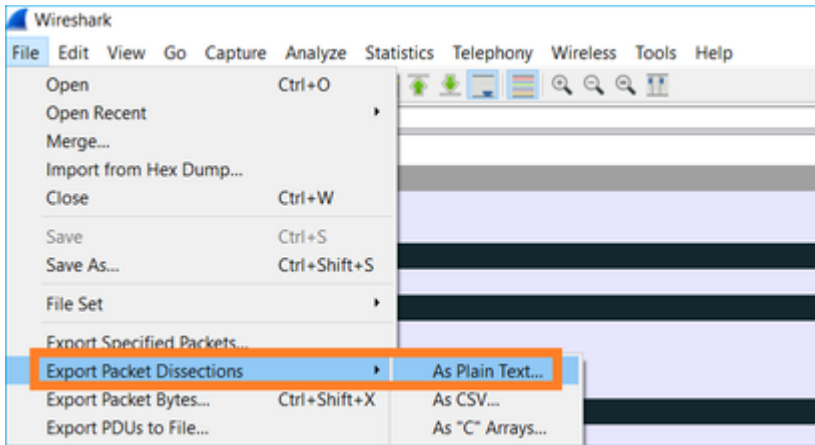 Wireshark
File Edit View Go Capture Analyze Statistics Telephony Wireless Tools Help
Open Ctrl+O
Open Recent
Merge...
Import from Hex Dump...
Close Ctrl+W
Save Ctrl+S
Save As... Ctrl+Shift+S
File Set
Export Specified Packets...
Export Packet Dissections As Plain Text...
Export Packet Bytes... Ctrl+Shift+X As CSV...
Export PDUs to File... As "C" Arrays...